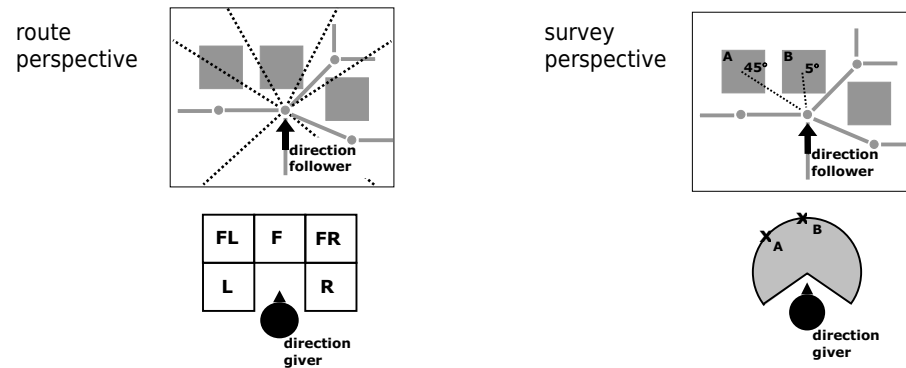 route
perspective
direction
follower
FL F FR
L R
direction
giver
survey
perspective
A 45° B 5°
direction
follower
X A
X B
direction
giver